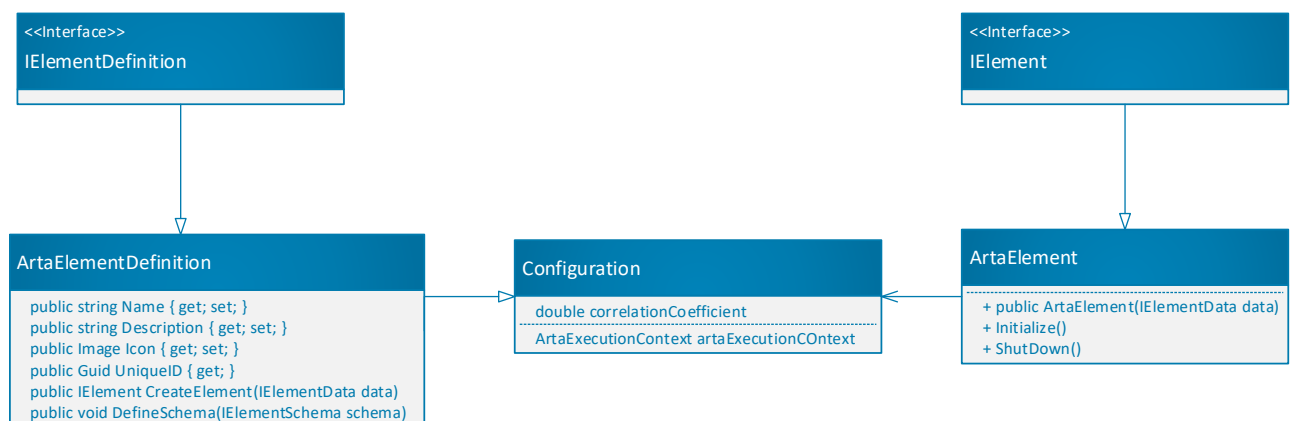 <<Interface>>
IElementDefinition
<<Interface>>
IElement
ArtaElementDefinition
public string Name { get; set; }
public string Description { get; set; }
public Image Icon { get; set; }
public Guid UniqueID { get; }
public IElement CreateElement(IElementData data)
public void DefineSchema(IElementSchema schema)
Configuration
double correlationCoefficient
ArtaExecutionContext artaExecutionCOntext
ArtaElement
+ public ArtaElement(IElementData data)
+ Initialize()
+ ShutDown()